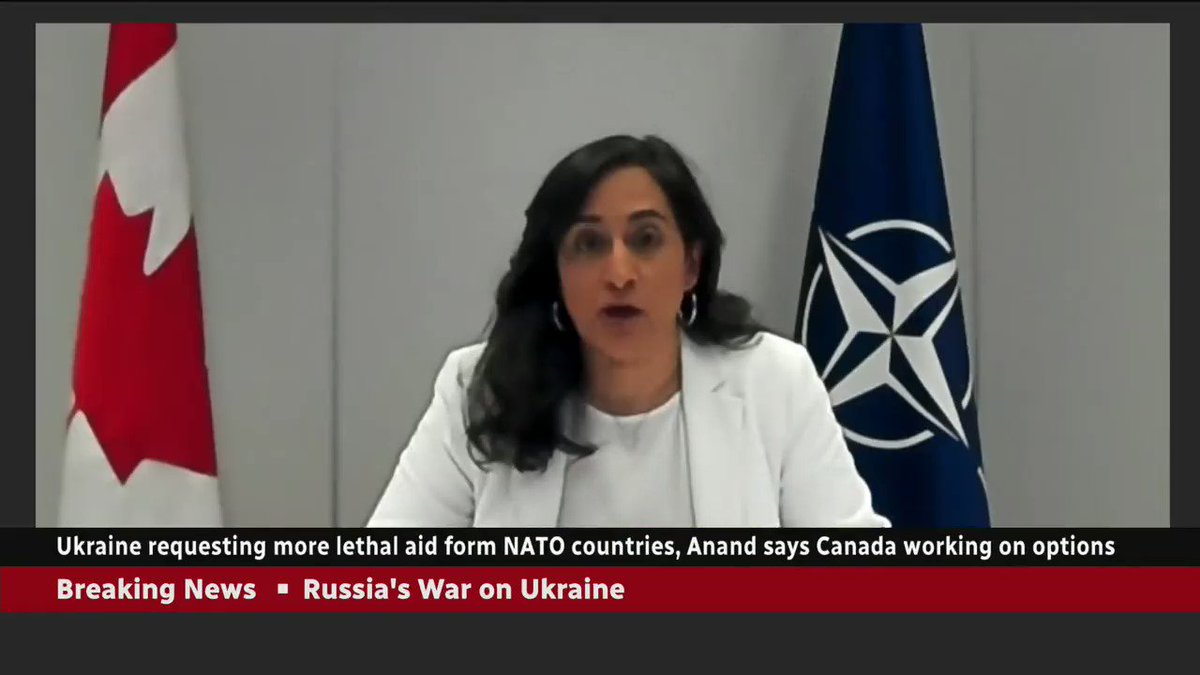 Ukraine requesting more lethal aid form NATO countries, Anand says Canada working on options
Breaking News ▪ Russia's War on Ukraine